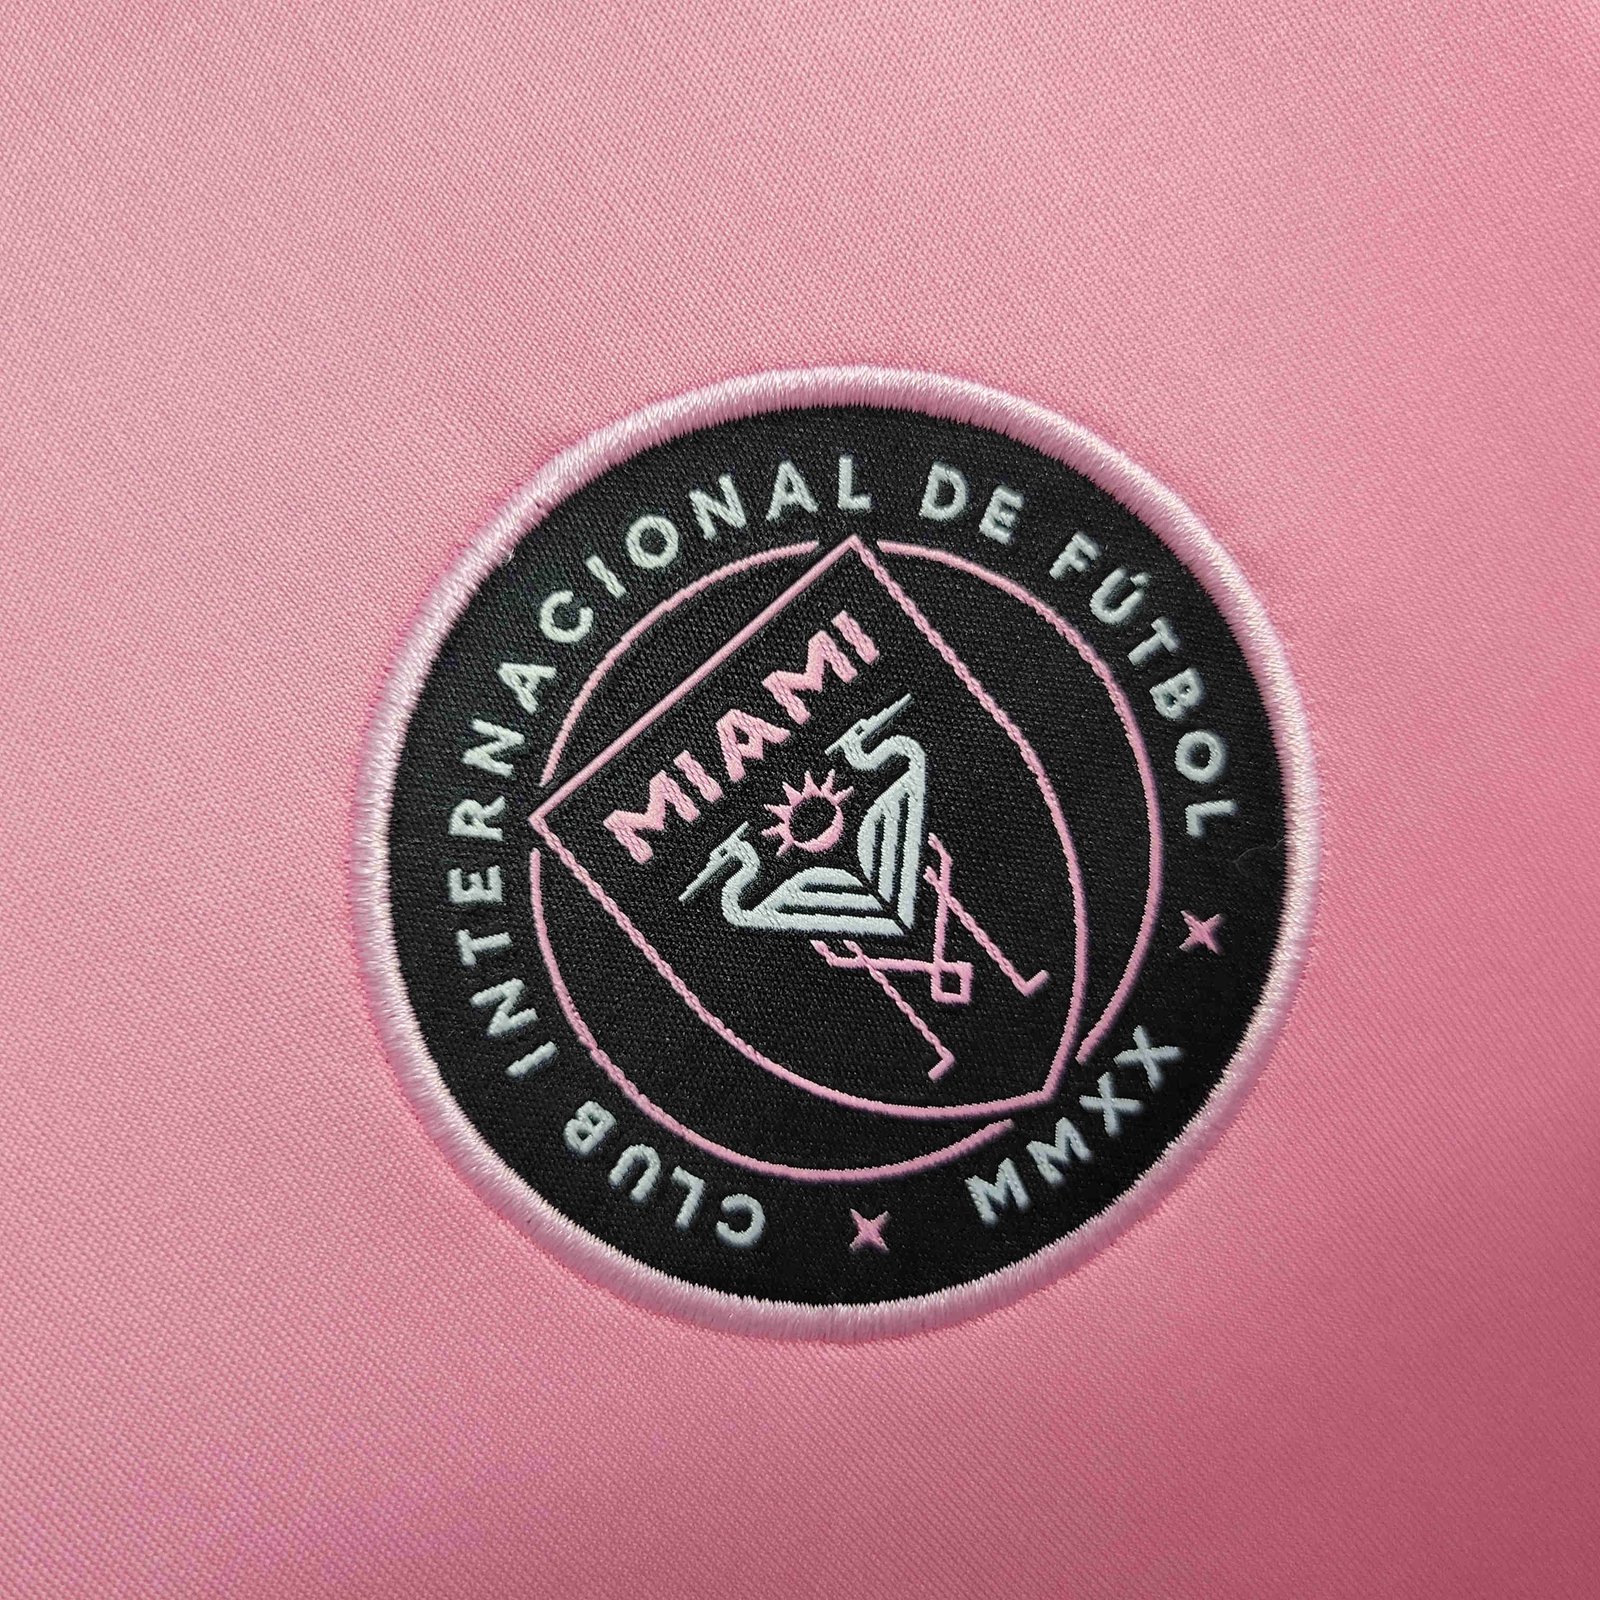 CLUB INTERNACIONAL DE FÚTBOL
MMXX
MIAMI